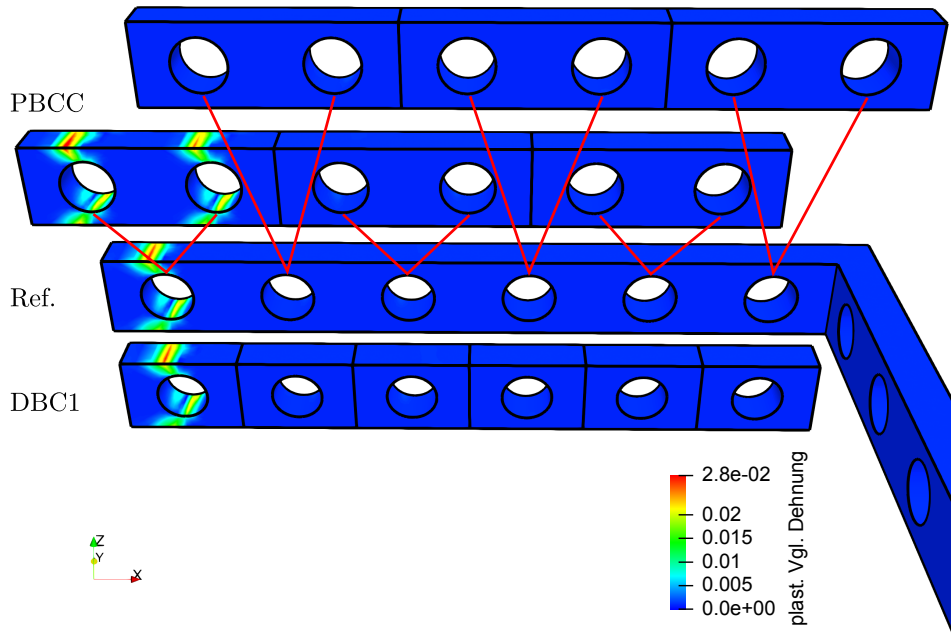 PBCC
Ref.
DBC1
2.8e-02
0.02
0.015
0.01
0.005
0.0e+00
plast. Vgl. Dehnung
Z
Y
X